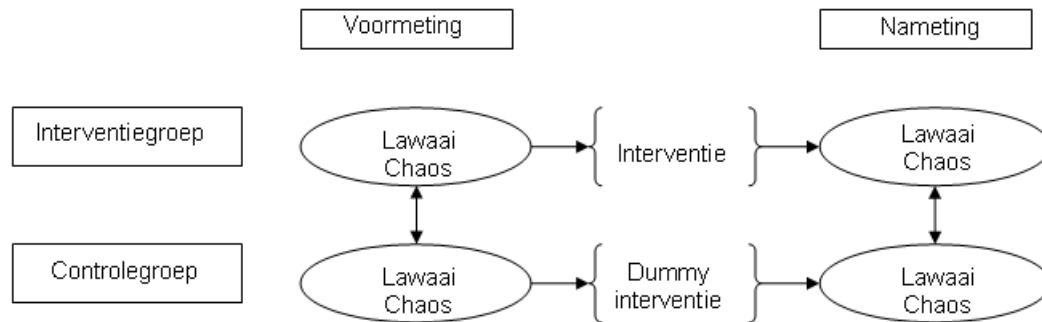 Voormeting
Nameting
Interventiegroep
Lawaai
Chaos
Interventie
Lawaai
Chaos
Controlegroep
Lawaai
Chaos
Dummy
interventie
Lawaai
Chaos